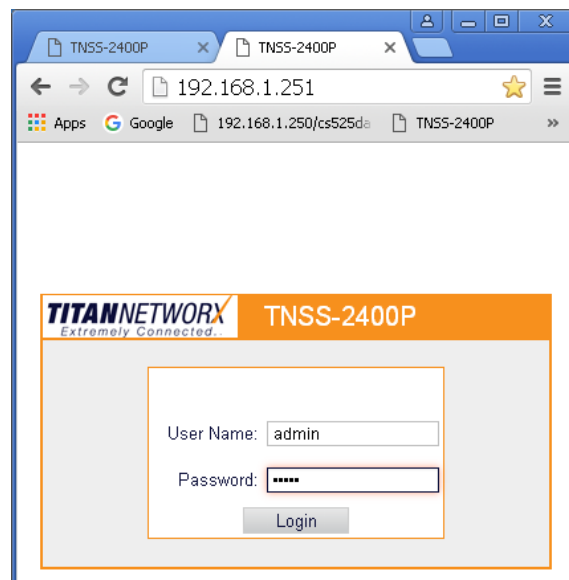 TNSS-2400P
TNSS-2400P
192.168.1.251
Apps Google 192.168.1.250/cs525da TNSS-2400P »
TITANNETWORX TNSS-2400P
Extremely Connected..
User Name: admin
Password: •••••
Login